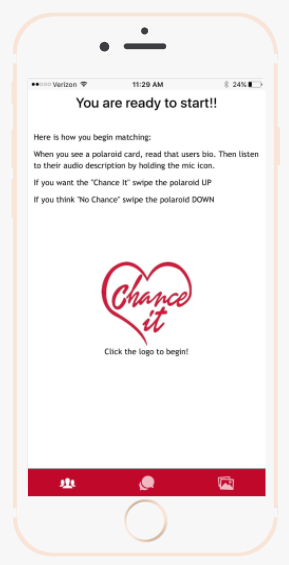 Verizon 11:29 AM 24%
You are ready to start!!
Here is how you begin matching:
When you see a polaroid card, read that users bio. Then listen
to their audio description by holding the mic icon.
If you want the "Chance It" swipe the polaroid UP
If you think "No Chance" swipe the polaroid DOWN
Chance
it
Click the logo to begin!